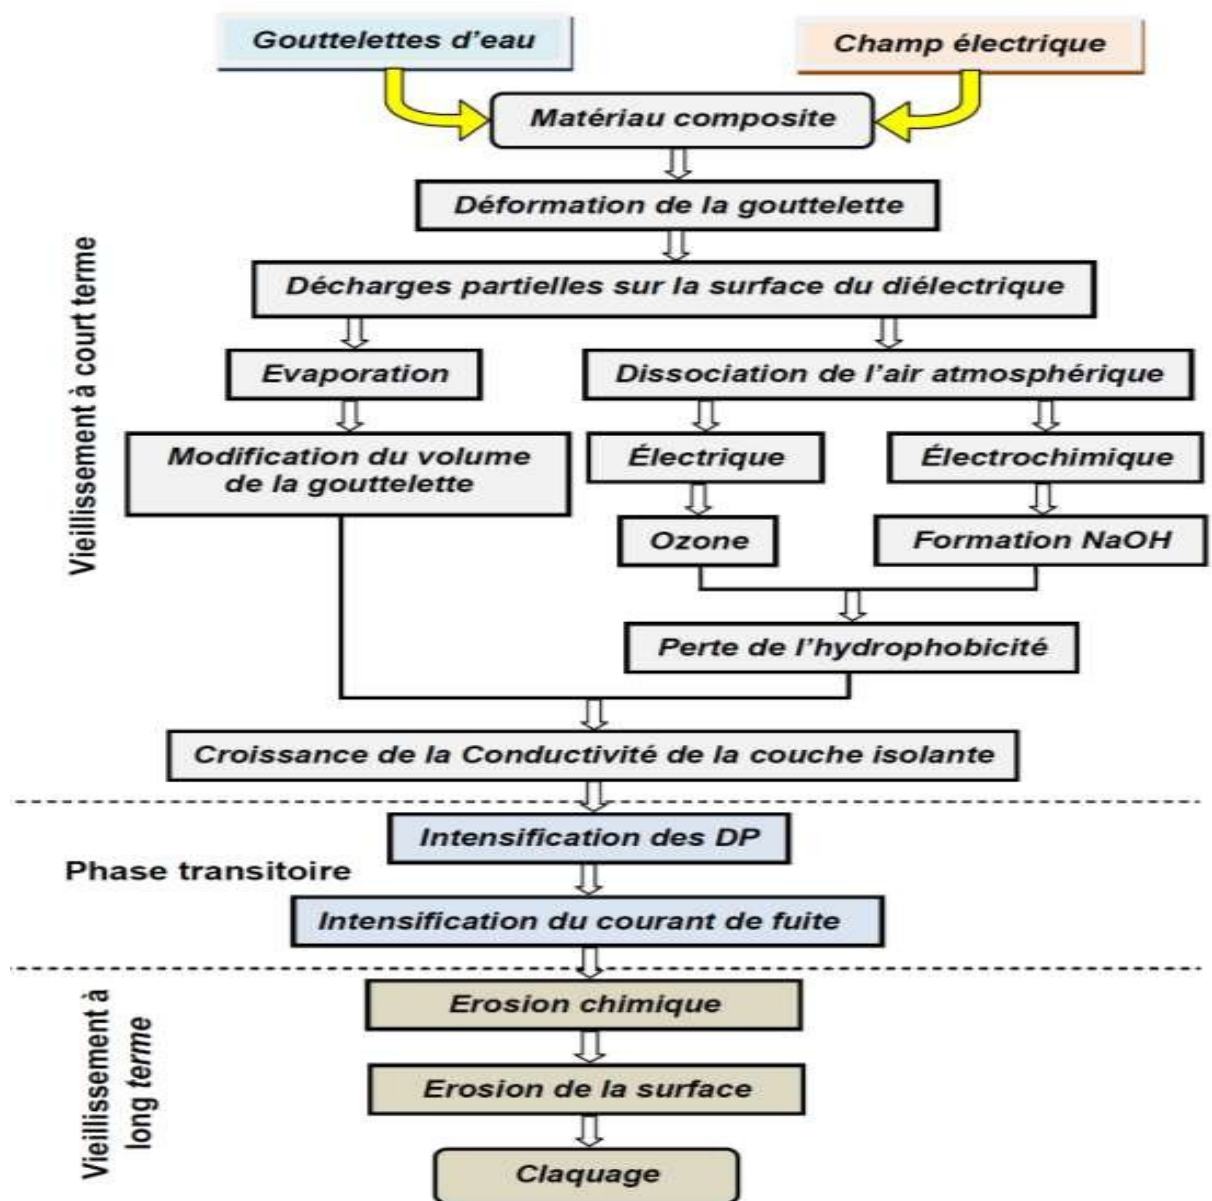 Gouttelettes d'eau
Champ électrique
Matériau composite
Déformation de la gouttelette
Décharges partielles sur la surface du diélectrique
Evaporation
Dissociation de l'air atmosphérique
Modification du volume
de la gouttelette
Électrique
Électrochimique
Ozone
Formation NaOH
Perte de l'hydrophobicité
Croissance de la Conductivité de la couche isolante
Vieillissement à court terme
Intensification des DP
Phase transitoire
Intensification du courant de fuite
Erosion chimique
Erosion de la surface
Claquage
Vieillissement à
long terme